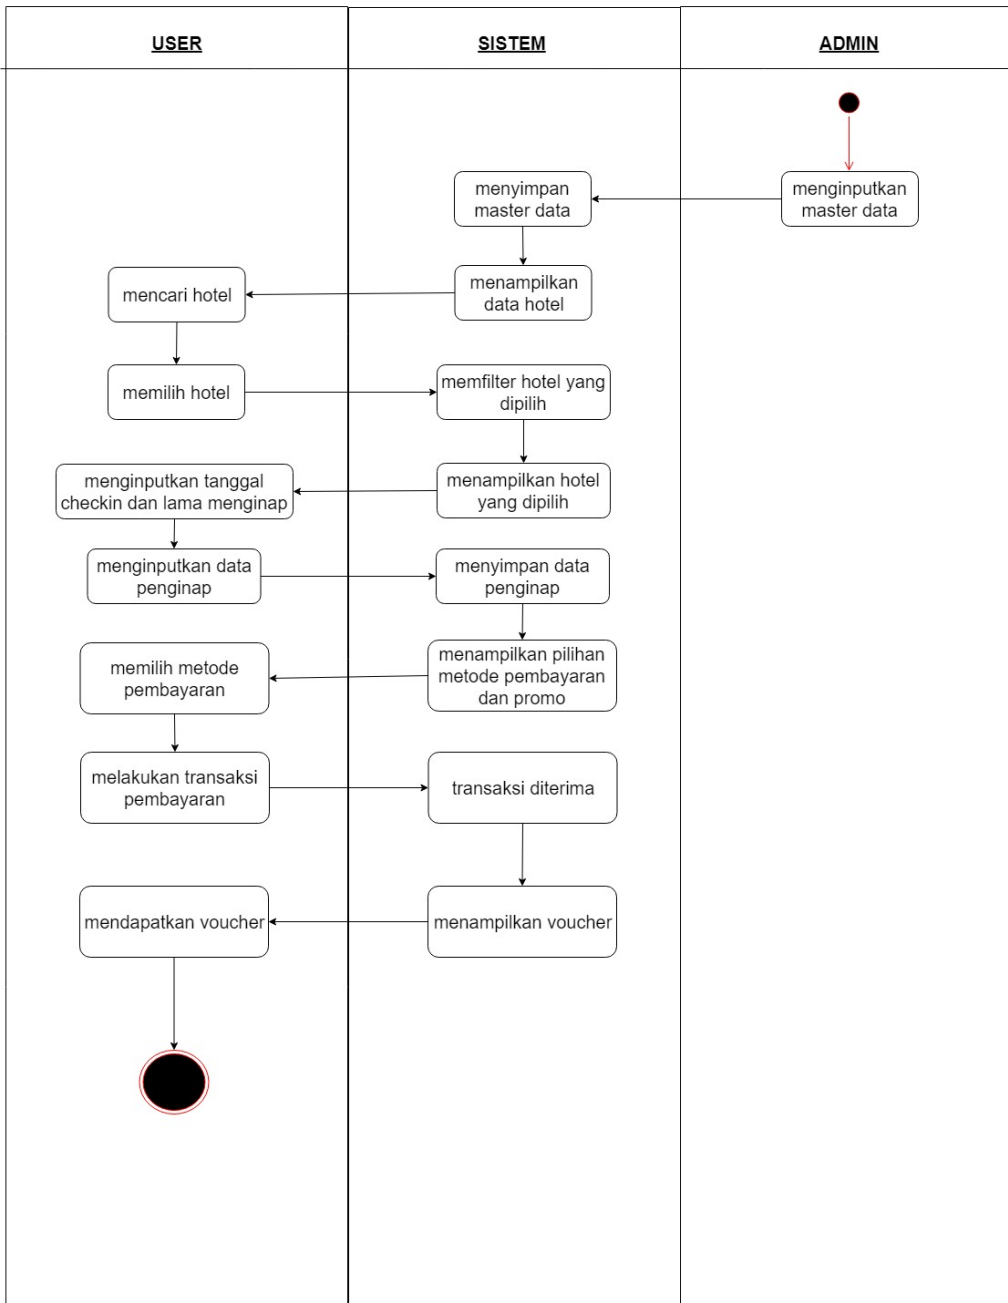 USER
SISTEM
ADMIN
menyimpan
master data
menginputkan
master data
mencari hotel
menampilkan
data hotel
memilih hotel
memfilter hotel yang
dipilih
menginputkan tanggal
checkin dan lama menginap
menampilkan hotel
yang dipilih
menginputkan data
penginap
menyimpan data
penginap
memilih metode
pembayaran
menampilkan pilihan
metode pembayaran
dan promo
melakukan transaksi
pembayaran
transaksi diterima
mendapatkan voucher
menampilkan voucher